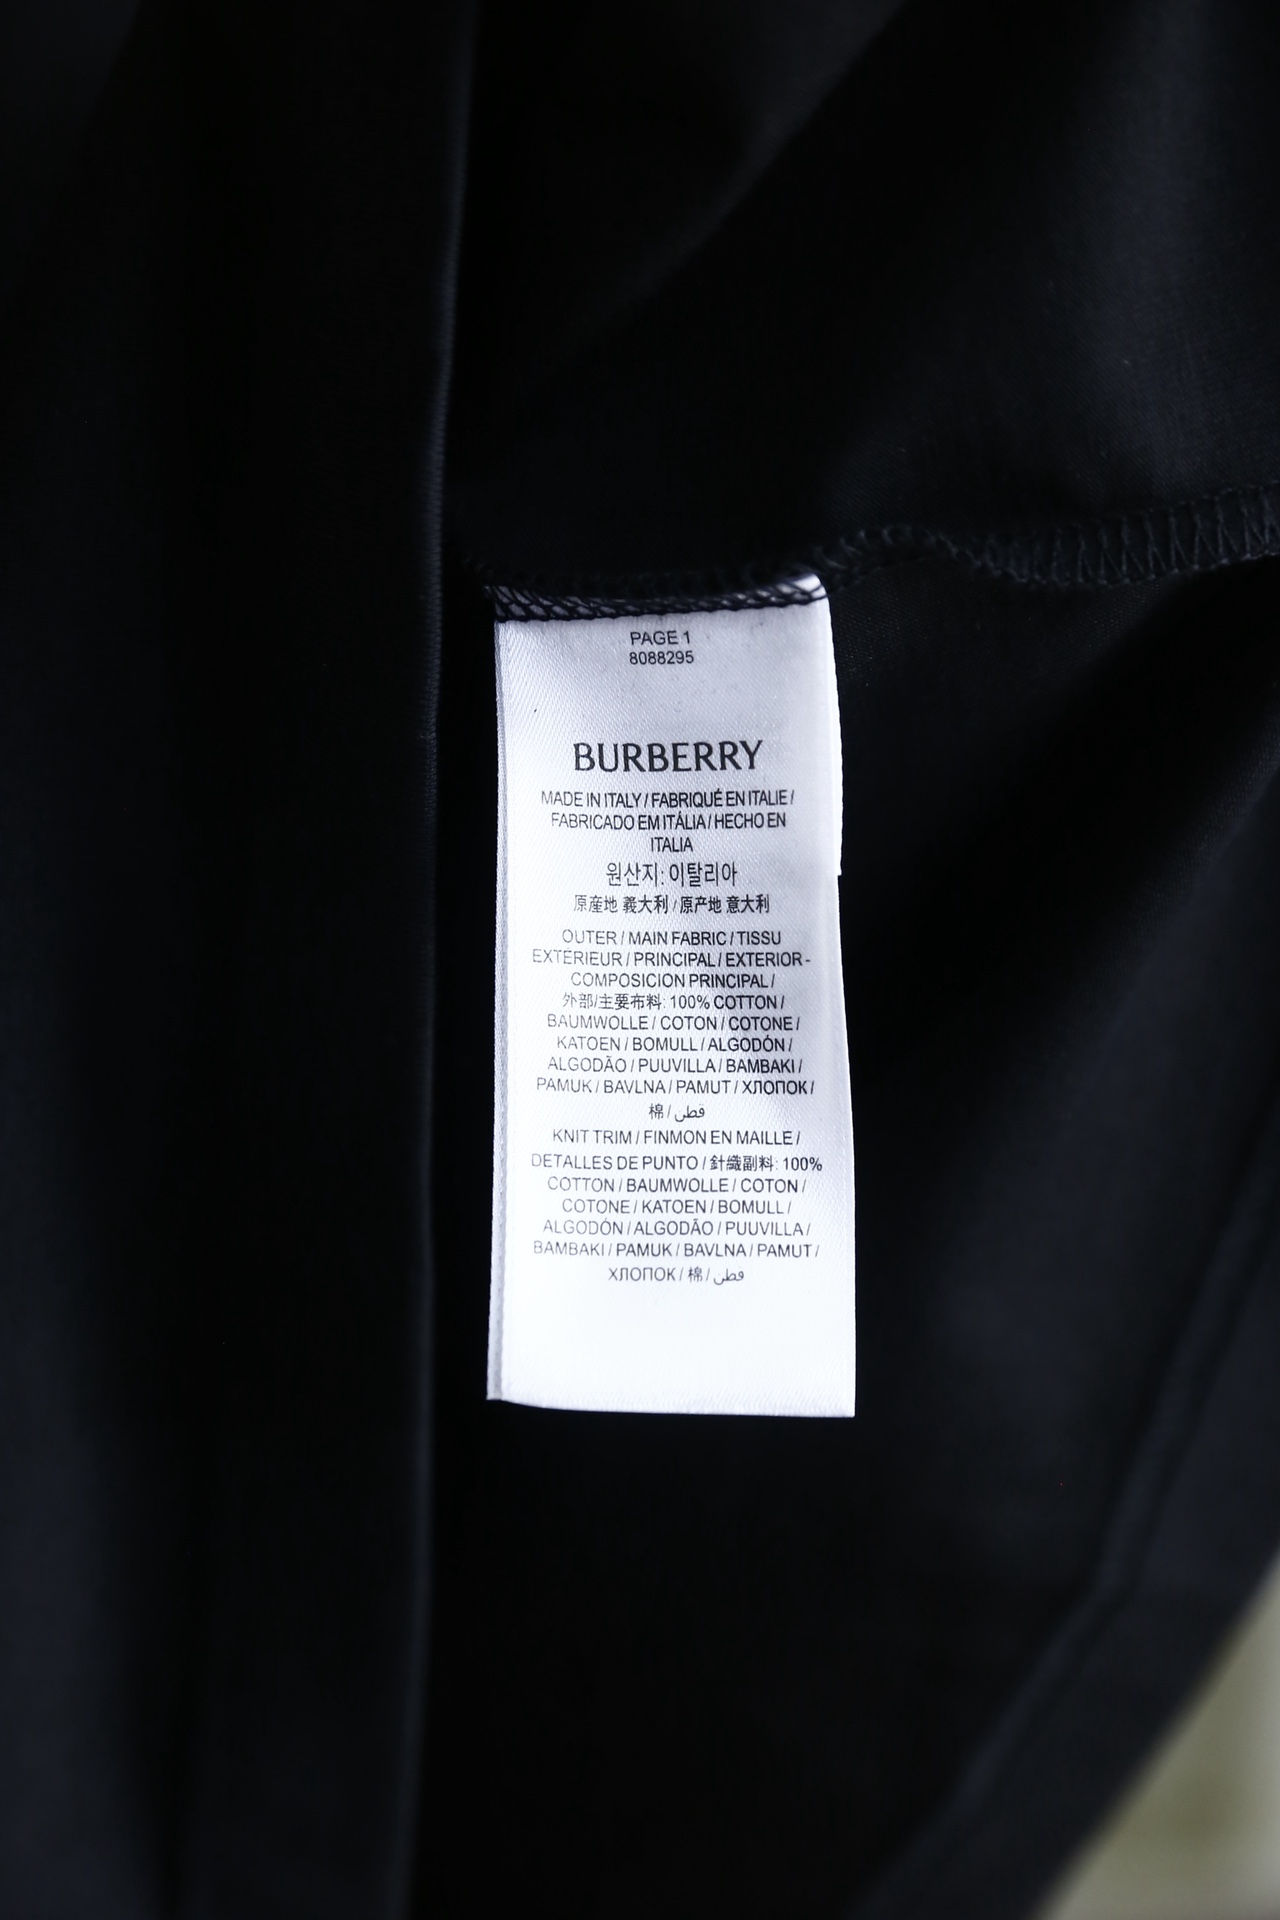 PAGE 1
8088295
BURBERRY
MADE IN ITALY / FABRIQUÉ EN ITALIE /
FABRICADO EM ITÁLIA / HECHO EN
ITALIA
원산지: 이탈리아
原産地 義大利 / 原产地 意大利
OUTER / MAIN FABRIC / TISSU
EXTÉRIEUR / PRINCIPAL / EXTERIOR-
COMPOSICION PRINCIPAL /
外部/主要布料: 100% COTTON /
BAUMWOLLE / COTON / COTONE /
KATOEN / BOMULL / ALGODÓN /
ALGODÃO / PUUVILLA / BAMBAKI /
PAMUK / BAVLNA / PAMUT / ХЛОПОК /
棉 / قطن
KNIT TRIM / FINMON EN MAILLE /
DETALLES DE PUNTO / 針織副料: 100%
COTTON / BAUMWOLLE / COTON /
COTONE / KATOEN / BOMULL /
ALGODÓN / ALGODÃO / PUUVILLA /
BAMBAKI / PAMUK / BAVLNA / PAMUT /
ХЛОПОК / 棉 / قطن